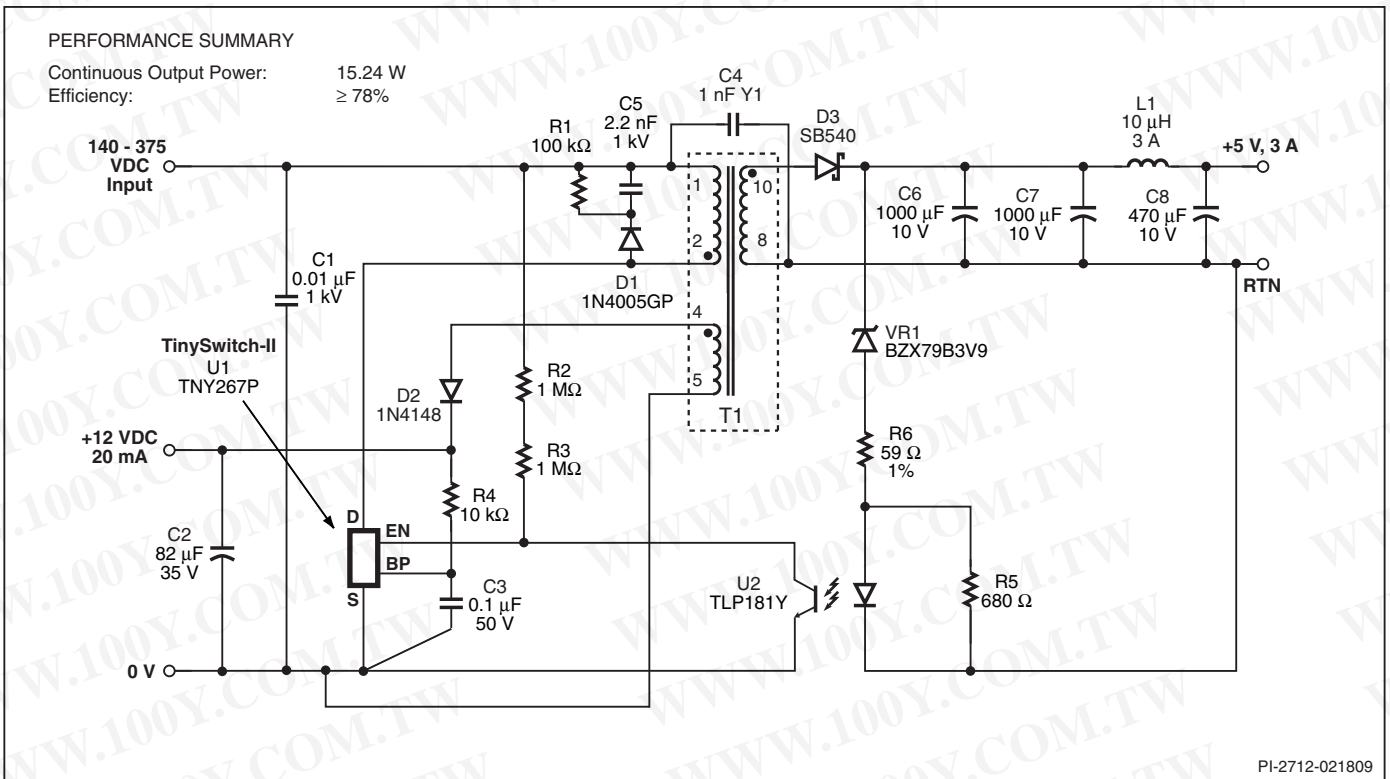 PERFORMANCE SUMMARY
Continuous Output Power: 15.24 W
Efficiency: ≥ 78%
C4
1 nF Y1
C5
2.2 nF
1 kV
R1
100 kΩ
D3
SB540
L1
10 µH
3 A
+5 V, 3 A
140 - 375
VDC
Input
1
10
2
8
C6
1000 µF
10 V
C7
1000 µF
10 V
C8
470 µF
10 V
C1
0.01 µF
1 kV
D1
1N4005GP
RTN
4
5
T1
TinySwitch-II
U1
TNY267P
D2
1N4148
R2
1 MΩ
VR1
BZX79B3V9
+12 VDC
20 mA
R3
1 MΩ
R6
59 Ω
1%
R4
10 kΩ
D
EN
BP
S
C2
82 µF
35 V
C3
0.1 µF
50 V
U2
TLP181Y
R5
680 Ω
0 V
PI-2712-021809
WWW.100Y.COM.TW